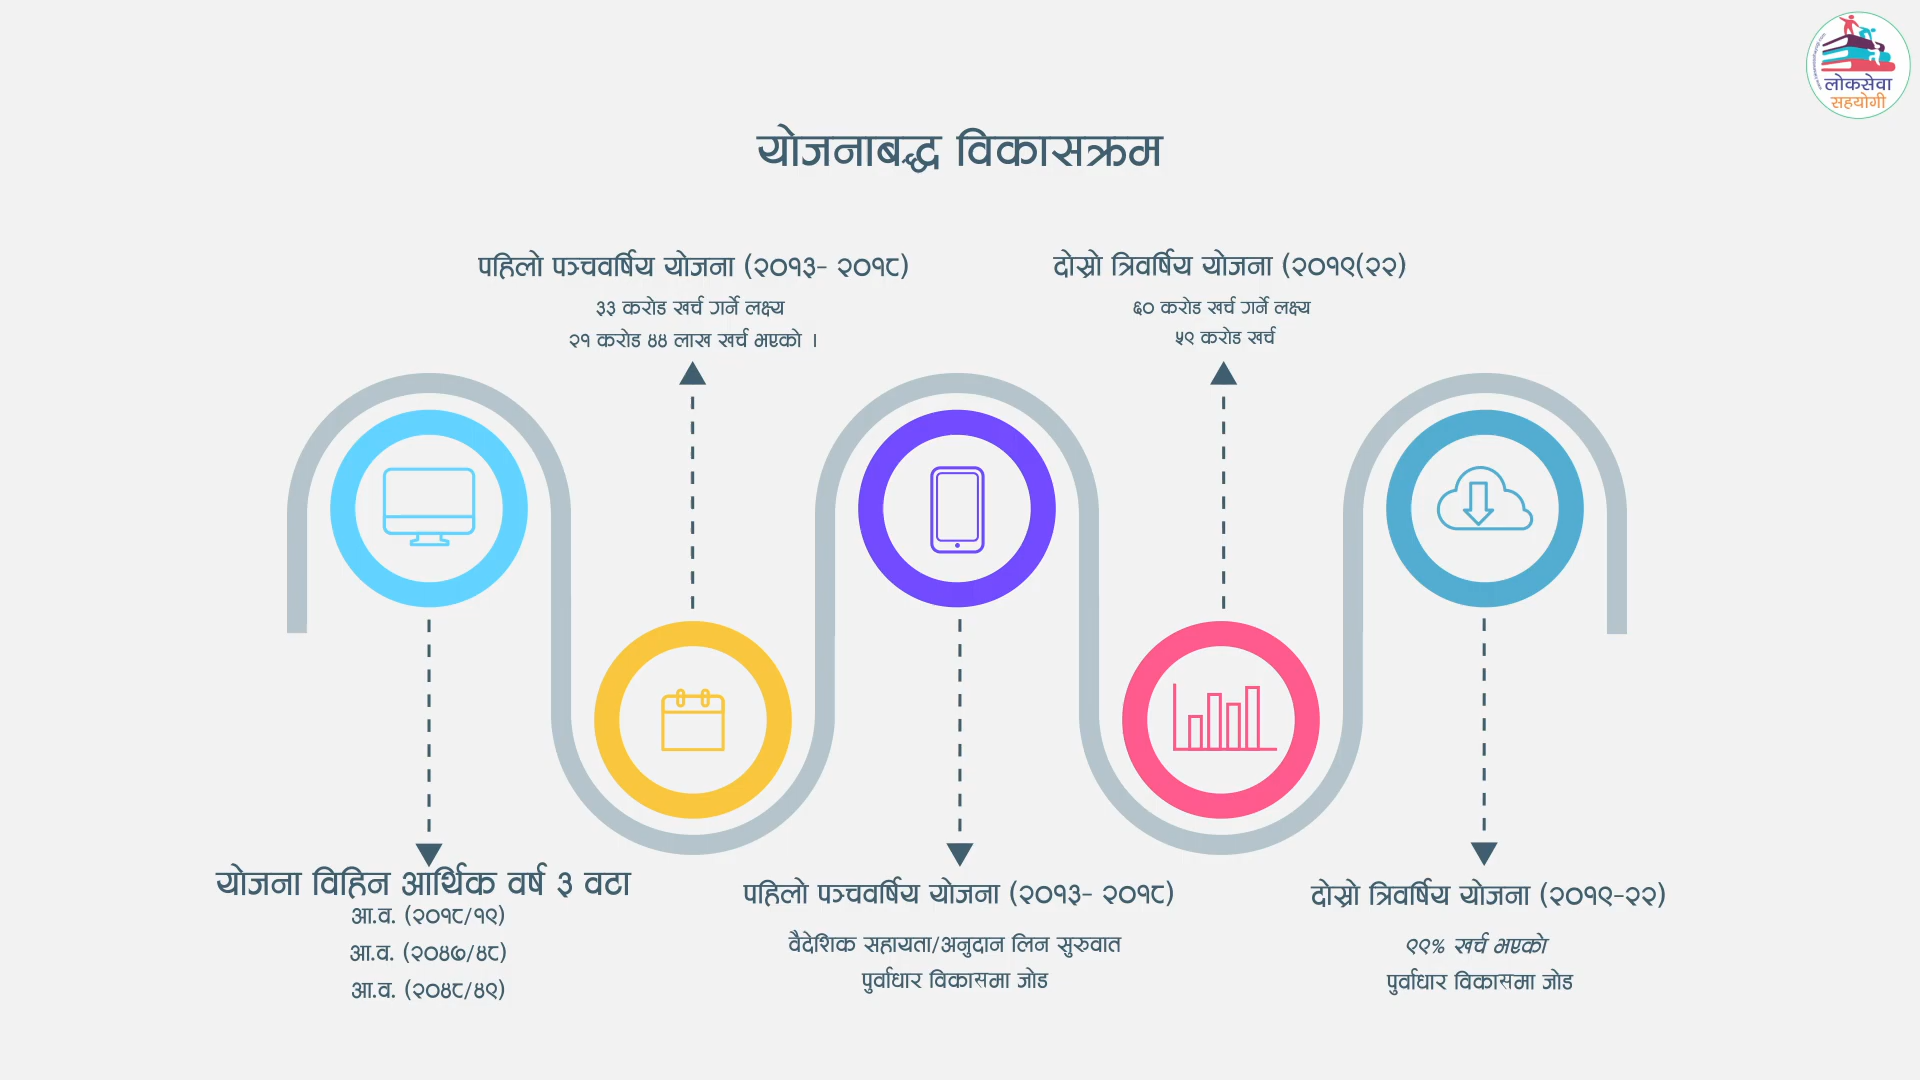 लोकसेवा
सहयोगी
योजनाबद्ध विकासक्रम
पहिलो पञ्चवर्षिय योजना (२०१३- २०१८)
३३ करोड खर्च गर्ने लक्ष्य
२१ करोड ४४ लाख खर्च भएको ।
दोस्रो त्रिवर्षिय योजना (२०१९(२२)
६० करोड खर्च गर्ने लक्ष्य
५९ करोड खर्च
योजना विहिन आर्थिक वर्ष ३ वटा
आ.व. (२०१८/१९)
आ.व. (२०४७/४८)
आ.व. (२०४८/४९)
पहिलो पञ्चवर्षिय योजना (२०१३- २०१८)
वैदेशिक सहायता/अनुदान लिन सुरुवात
पुर्वाधार विकासमा जोड
दोस्रो त्रिवर्षिय योजना (२०१९-२२)
९९% खर्च भएको
पुर्वाधार विकासमा जोड